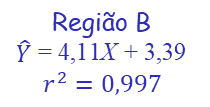 Região B
Ŷ = 4,11X + 3,39
r² = 0,997